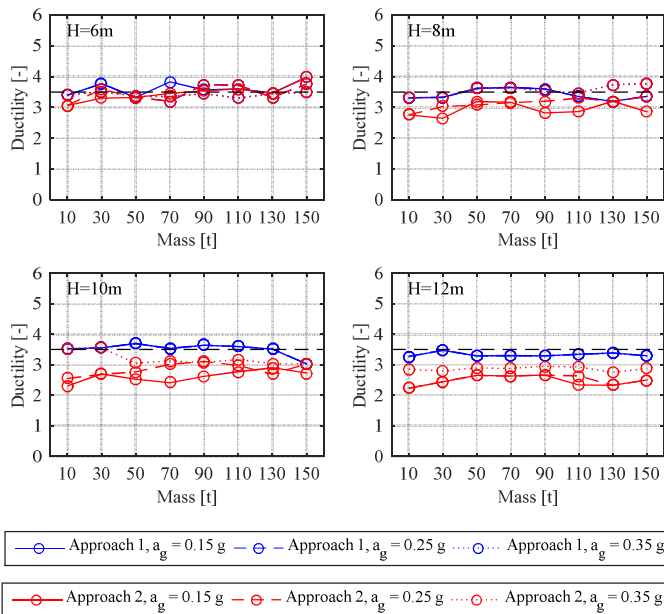 H=6m
6
5
4
3
2
1
0
Ductility [-]
10 30 50 70 90 110 130 150
Mass [t]
H=8m
6
5
4
3
2
1
0
Ductility [-]
10 30 50 70 90 110 130 150
Mass [t]
H=10m
6
5
4
3
2
1
0
Ductility [-]
10 30 50 70 90 110 130 150
Mass [t]
H=12m
6
5
4
3
2
1
0
Ductility [-]
10 30 50 70 90 110 130 150
Mass [t]
Approach 1, a_g = 0.15 g Approach 1, a_g = 0.25 g Approach 1, a_g = 0.35 g
Approach 2, a_g = 0.15 g Approach 2, a_g = 0.25 g Approach 2, a_g = 0.35 g